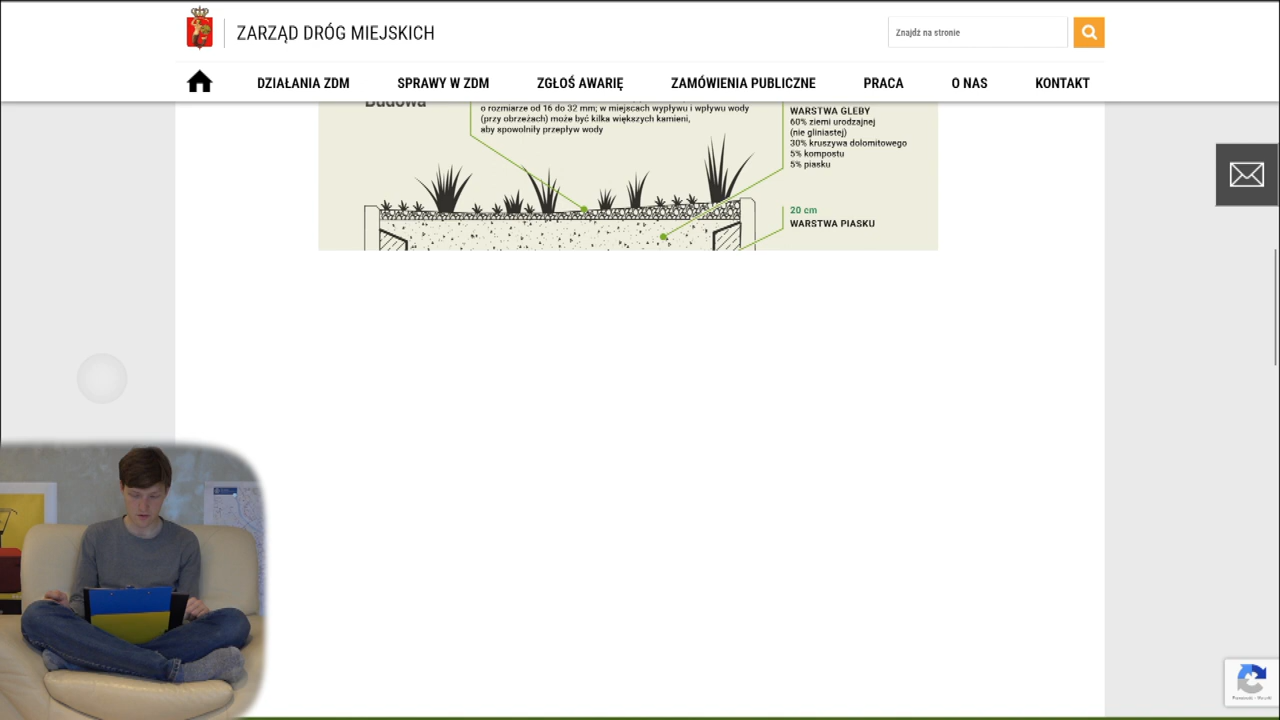 ZARZĄD DRÓG MIEJSKICH
Znajdź na stronie
DZIAŁANIA ZDM
SPRAWY W ZDM
ZGŁOŚ AWARIĘ
ZAMÓWIENIA PUBLICZNE
PRACA
O NAS
KONTAKT
Budowa
o rozmiarze od 16 do 32 mm; w miejscach wypływu i wpływu wody
(przy obrzeżach) może być kilka większych kamieni,
aby spowolniły przepływ wody
WARSTWA GLEBY
60% ziemi urodzajnej
(nie gliniastej)
30% kruszywa dolomitowego
5% kompostu
5% piasku
20 cm
WARSTWA PIASKU